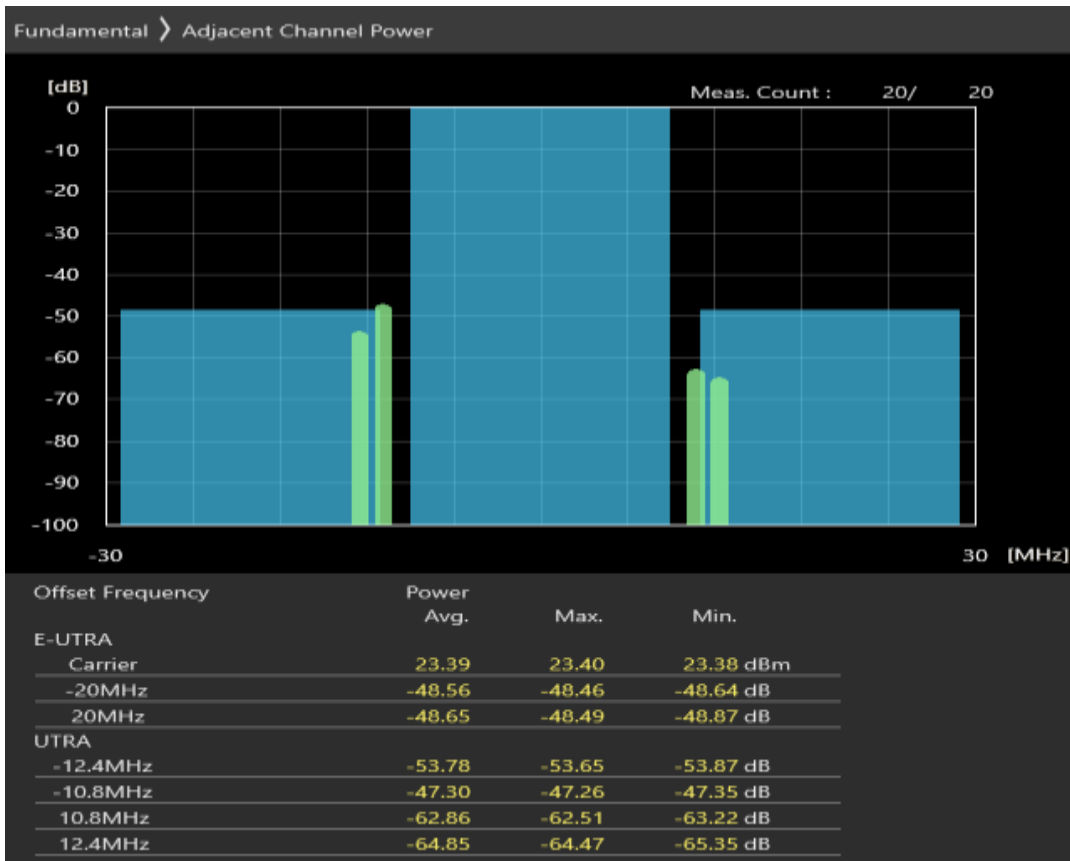 Fundamental ❯ Adjacent Channel Power
[dB]
Meas. Count : 20/ 20
0
-10
-20
-30
-40
-50
-60
-70
-80
-90
-100
-30 30 [MHz]
Offset Frequency Power
Avg. Max. Min.
E-UTRA
Carrier 23.39 23.40 23.38 dBm
-20MHz -48.56 -48.46 -48.64 dB
20MHz -48.65 -48.49 -48.87 dB
UTRA
-12.4MHz -53.78 -53.65 -53.87 dB
-10.8MHz -47.30 -47.26 -47.35 dB
10.8MHz -62.86 -62.51 -63.22 dB
12.4MHz -64.85 -64.47 -65.35 dB